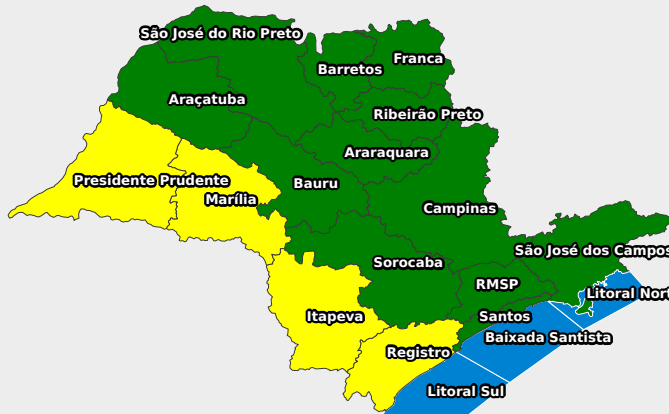 São José do Rio Preto
Franca
Barretos
Araçatuba
Ribeirão Preto
Araraquara
Presidente Prudente
Bauru
Marília
Campinas
São José dos Campos
Sorocaba
RMSP
Litoral Nort
Itapeva
Santos
Baixada Santista
Registro
Litoral Sul